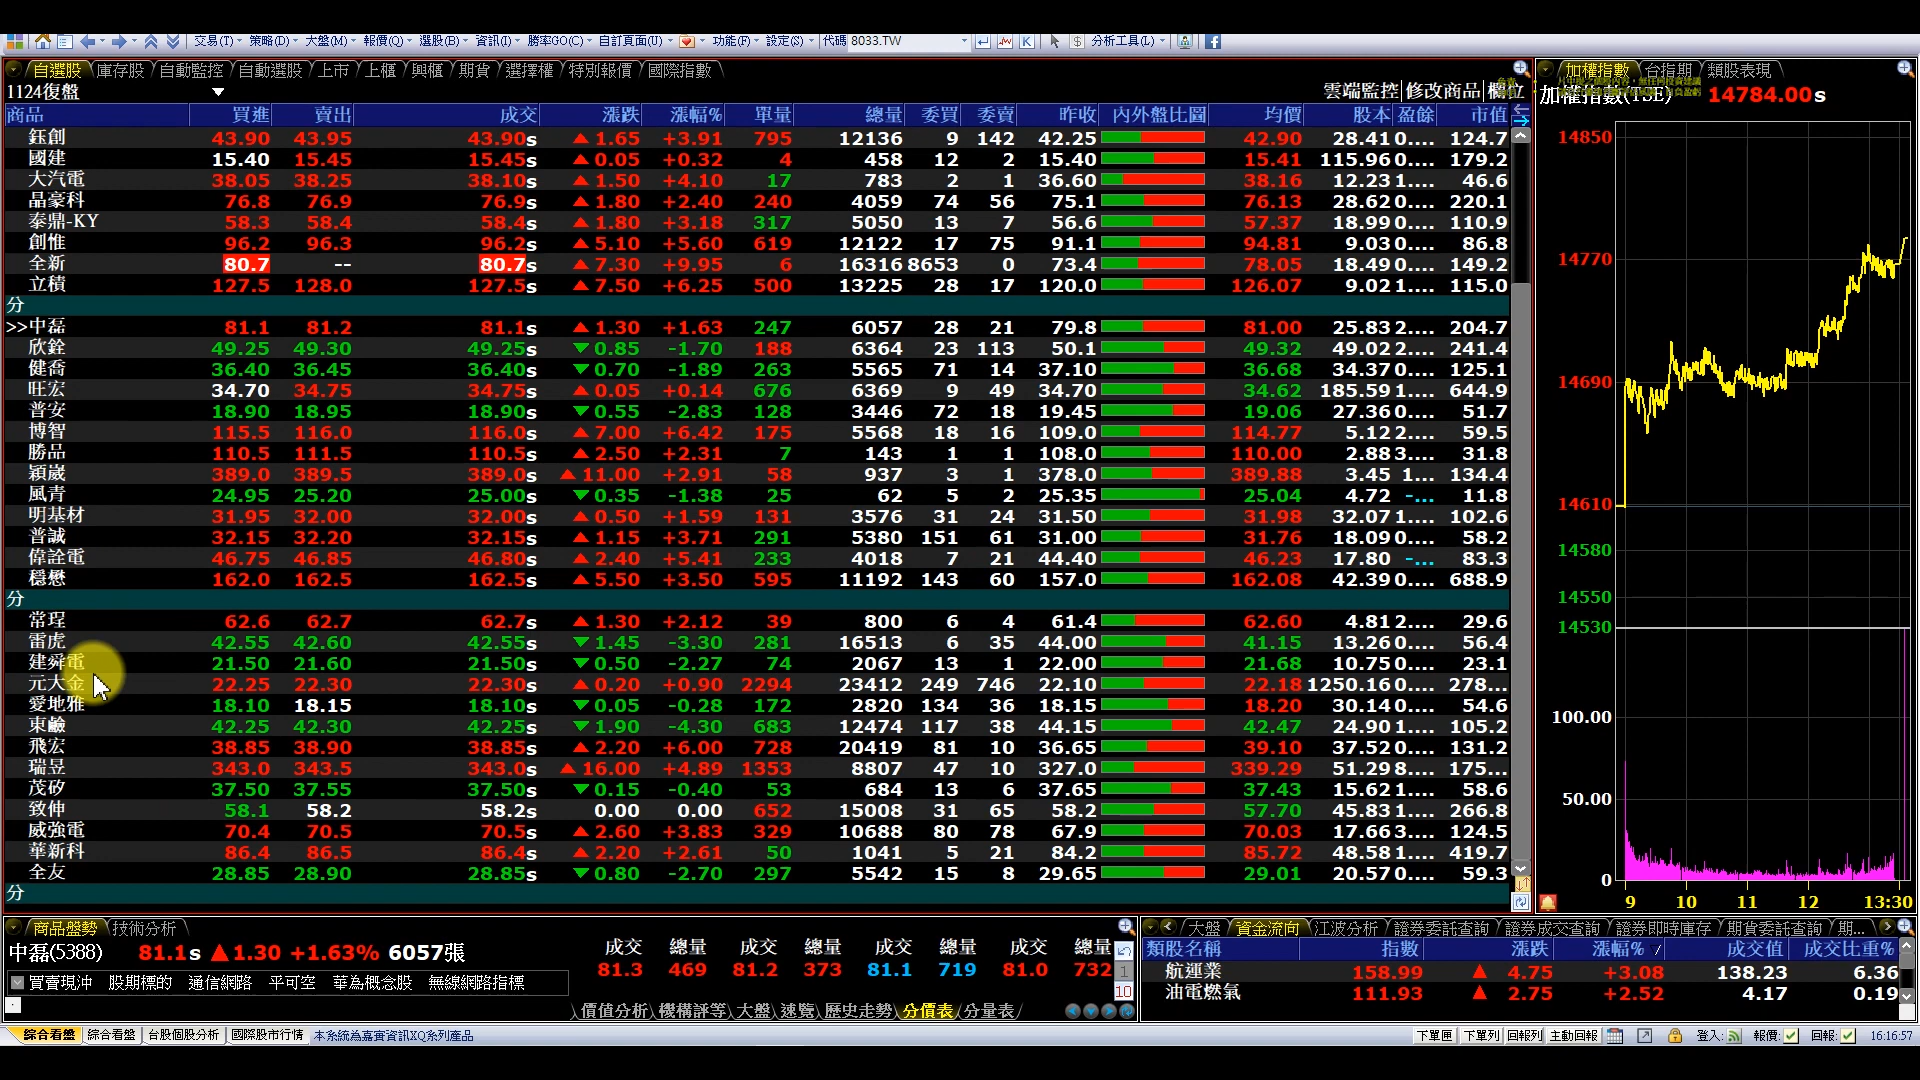 交易(T) 策略(D) 大盤(M) 報價(Q) 選股(B) 資訊(I) 勝率GO(C) 自訂頁面(U) 功能(F) 設定(S) 代碼 8033.TW K $ 分析工具(L)
自選股 庫存股 自動監控 自動選股 上市 上櫃 興櫃 期貨 選擇權 特別報價 國際指數
1124復盤 雲端監控 修改商品 欄位
商品 買進 賣出 成交 漲跌 漲幅% 單量 總量 委買 委賣 昨收 內外盤比圖 均價 股本 盈餘 市值
鈺創 43.90 43.95 43.90s ▲1.65 +3.91 795 12136 9 142 42.25 42.90 28.41 0.... 124.7
國建 15.40 15.45 15.45s ▲0.05 +0.32 4 458 12 2 15.40 15.41 115.96 0.... 179.2
大汽電 38.05 38.25 38.10s ▲1.50 +4.10 17 783 2 1 36.60 38.16 12.23 1.... 46.6
晶豪科 76.8 76.9 76.9s ▲1.80 +2.40 240 4059 74 56 75.1 76.13 28.62 0.... 220.1
泰鼎-KY 58.3 58.4 58.4s ▲1.80 +3.18 317 5050 13 7 56.6 57.37 18.99 0.... 110.9
創惟 96.2 96.3 96.2s ▲5.10 +5.60 619 12122 17 75 91.1 94.81 9.03 0.... 86.8
全新 80.7 -- 80.7s ▲7.30 +9.95 6 16316 8653 0 73.4 78.05 18.49 0.... 149.2
立積 127.5 128.0 127.5s ▲7.50 +6.25 500 13225 28 17 120.0 126.07 9.02 1.... 115.0
分
>>中磊 81.1 81.2 81.1s ▲1.30 +1.63 247 6057 28 21 79.8 81.00 25.83 2.... 204.7
欣銓 49.25 49.30 49.25s ▼0.85 -1.70 188 6364 23 113 50.1 49.32 49.02 2.... 241.4
健喬 36.40 36.45 36.40s ▼0.70 -1.89 263 5565 71 14 37.10 36.68 34.37 0.... 125.1
旺宏 34.70 34.75 34.75s ▲0.05 +0.14 676 6369 9 49 34.70 34.62 185.59 1.... 644.9
普安 18.90 18.95 18.90s ▼0.55 -2.83 128 3446 72 18 19.45 19.06 27.36 0.... 51.7
博智 115.5 116.0 116.0s ▲7.00 +6.42 175 5568 18 16 109.0 114.77 5.12 2.... 59.5
勝品 110.5 111.5 110.5s ▲2.50 +2.31 7 143 1 1 108.0 110.00 2.88 3.... 31.8
穎崴 389.0 389.5 389.0s ▲11.00 +2.91 58 937 3 1 378.0 389.88 3.45 1... 134.4
風青 24.95 25.20 25.00s ▼0.35 -1.38 25 62 5 2 25.35 25.04 4.72 -... 11.8
明基材 31.95 32.00 32.00s ▲0.50 +1.59 131 3576 31 24 31.50 31.98 32.07 1.... 102.6
普誠 32.15 32.20 32.15s ▲1.15 +3.71 291 5380 151 61 31.00 31.76 18.09 0.... 58.2
偉詮電 46.75 46.85 46.80s ▲2.40 +5.41 233 4018 7 21 44.40 46.23 17.80 -... 83.3
穩懋 162.0 162.5 162.5s ▲5.50 +3.50 595 11192 143 60 157.0 162.08 42.39 0.... 688.9
分
常珵 62.6 62.7 62.7s ▲1.30 +2.12 39 800 6 4 61.4 62.60 4.81 2.... 29.6
雷虎 42.55 42.60 42.55s ▼1.45 -3.30 281 16513 6 35 44.00 41.15 13.26 0.... 56.4
建舜電 21.50 21.60 21.50s ▼0.50 -2.27 74 2067 13 1 22.00 21.68 10.75 0.... 23.1
元大金 22.25 22.30 22.30s ▲0.20 +0.90 2294 23412 249 746 22.10 22.18 1250.16 0.... 278...
愛地雅 18.10 18.15 18.10s ▼0.05 -0.28 172 2820 134 36 18.15 18.20 30.14 0.... 54.6
東鹼 42.25 42.30 42.25s ▼1.90 -4.30 683 12474 117 38 44.15 42.47 24.90 1.... 105.2
飛宏 38.85 38.90 38.85s ▲2.20 +6.00 728 20419 81 10 36.65 39.10 37.52 0.... 131.2
瑞昱 343.0 343.5 343.0s ▲16.00 +4.89 1353 8807 47 10 327.0 339.29 51.29 8.... 175...
茂矽 37.50 37.55 37.50s ▼0.15 -0.40 53 684 13 6 37.65 37.43 15.62 1.... 58.6
致伸 58.1 58.2 58.2s 0.00 0.00 652 15008 31 65 58.2 57.70 45.83 1.... 266.8
威強電 70.4 70.5 70.5s ▲2.60 +3.83 329 10688 80 78 67.9 70.03 17.66 3.... 124.5
華新科 86.4 86.5 86.4s ▲2.20 +2.61 50 1041 5 21 84.2 85.72 48.58 1.... 419.7
全友 28.85 28.90 28.85s ▼0.80 -2.70 297 5542 15 8 29.65 29.01 20.57 0.... 59.3
分
加權指數 台指期 類股表現
加權指數(TSE) 14784.00s
14850
14770
14690
14610
14580
14550
14530
100.00
50.00
0
9 10 11 12 13:30
商品盤勢 技術分析
中磊(5388) 81.1s ▲1.30 +1.63% 6057張
買賣現沖 股期標的 通信網路 平可空 華為概念股 無線網路指標
成交 總量 成交 總量 成交 總量 成交 總量
81.3 469 81.2 373 81.1 719 81.0 732
1
10
價值分析 機構評等 大盤 速覽 歷史走勢 分價表 分量表
大盤 資金流向 江波分析 證券委託查詢 證券成交查詢 證券即時庫存 期貨委託查詢 期...
類股名稱 指數 漲跌 漲幅% 成交值 成交比重%
航運業 158.99 ▲ 4.75 +3.08 138.23 6.36
油電燃氣 111.93 ▲ 2.75 +2.52 4.17 0.19
綜合看盤 綜合看盤 台股個股分析 國際股市行情 本系統為嘉實資訊XQ系列產品 下單匣 下單列 回報列 主動回報 登入: 報價: 回報: 16:16:57